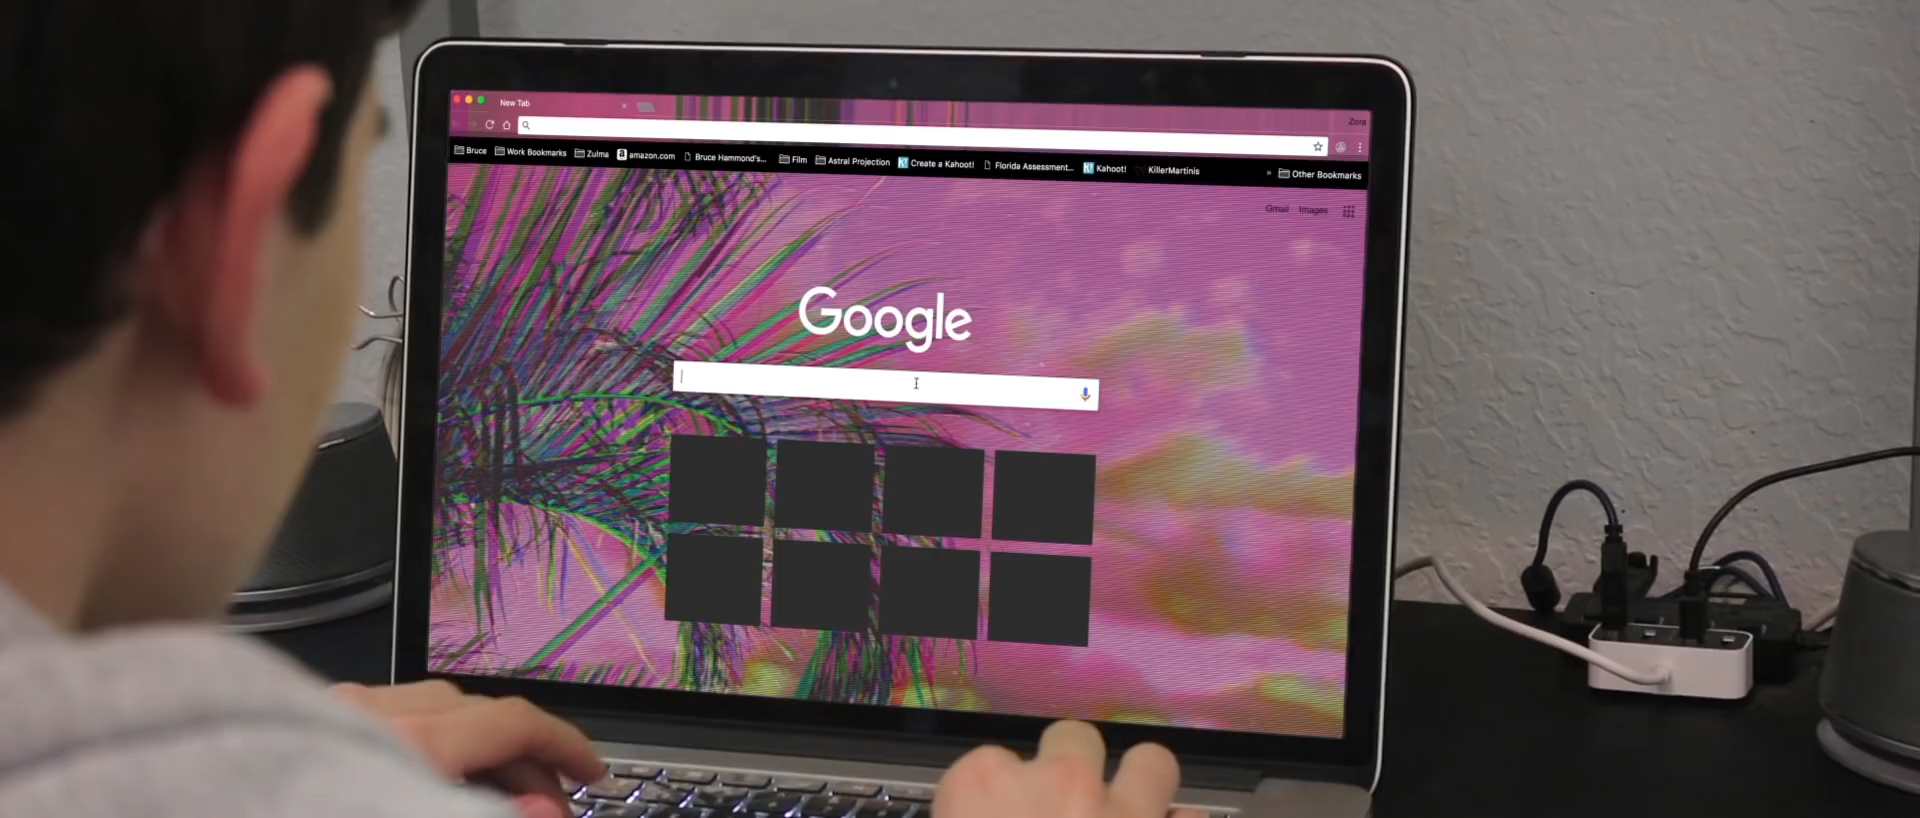 New Tab
Zora
Bruce Work Bookmarks Zulma amazon.com Bruce Hammond's... Film Astral Projection K! Create a Kahoot! Florida Assessment... K! Kahoot! KillerMartinis » Other Bookmarks
Gmail Images
Google